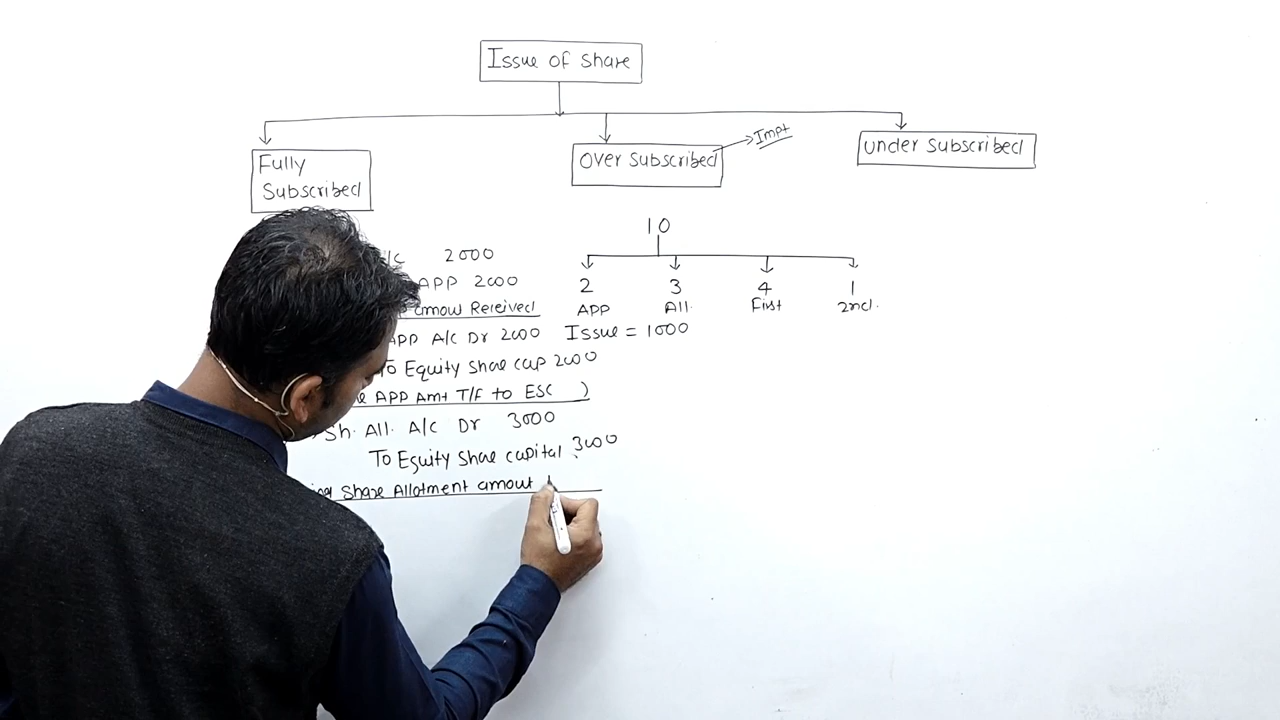 Issue of share
Fully
Subscribed
Over Subscribed
Impt
under subscribed
10
2 3 4 1
APP All. First 2nd.
Issue = 1000
2000
APP 2000
amow Received
APP A/C Dr 2000
To Equity share cap 2000
APP Amt T/F to ESC )
Sh. All. A/C Dr 3000
To Equity share capital 3000
Share Allotment amout